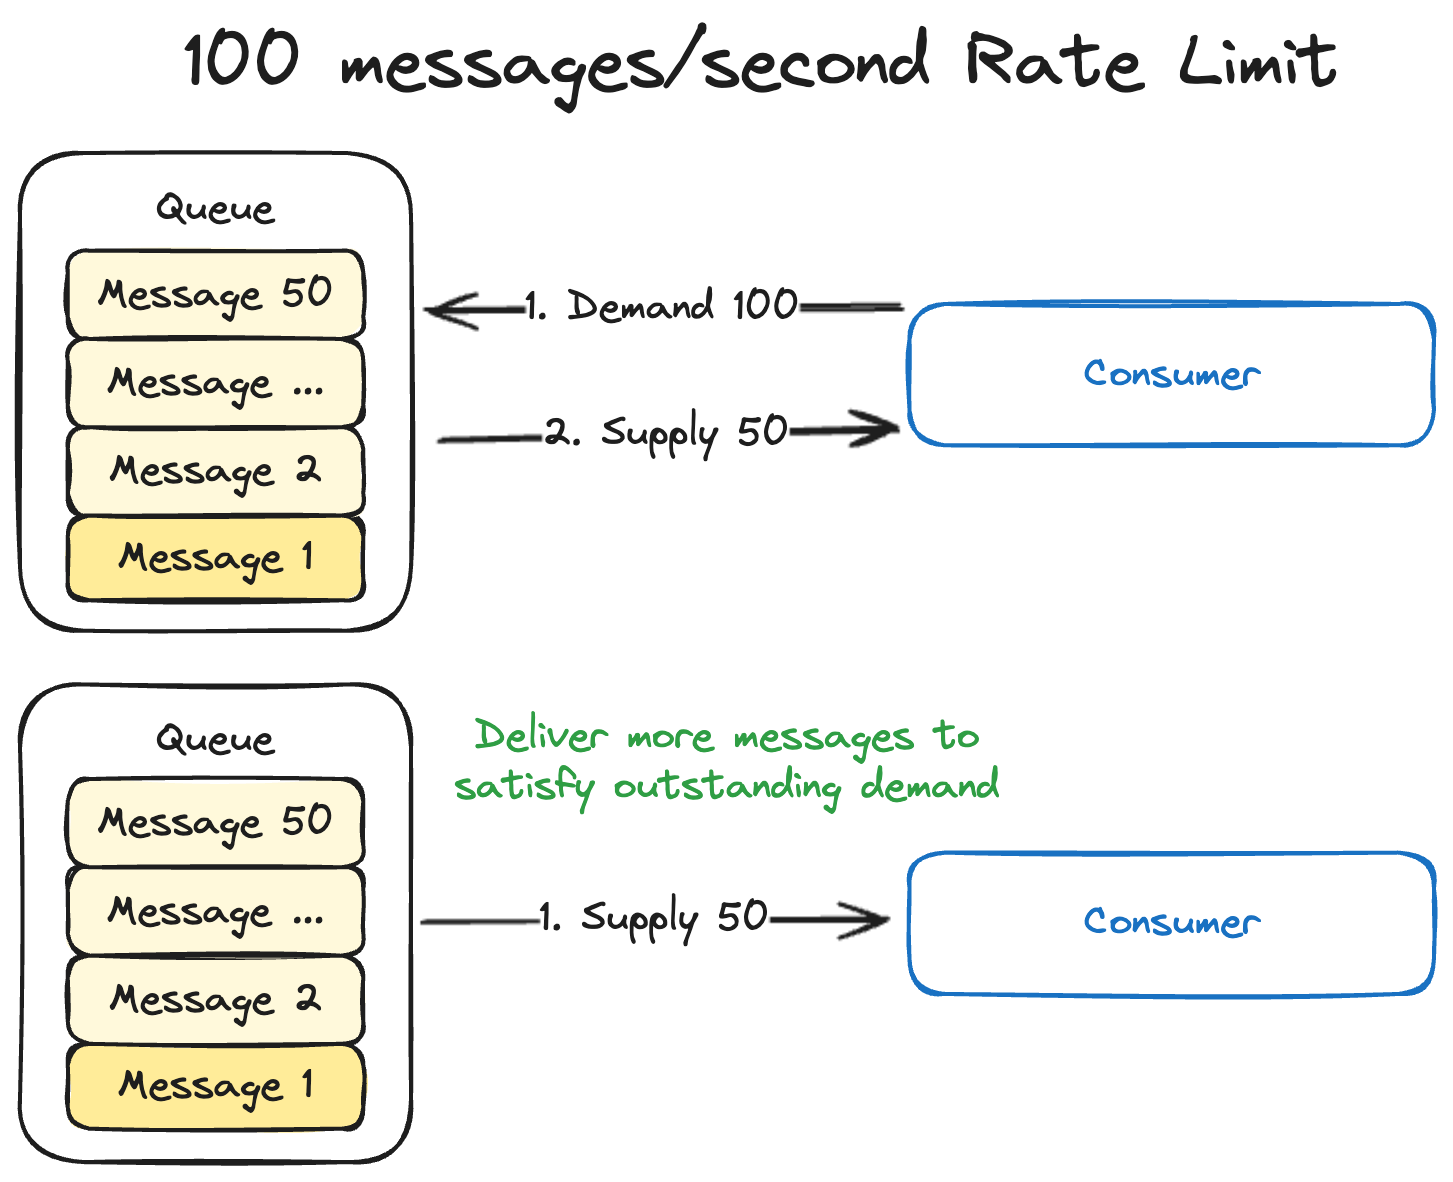 100 messages/second Rate Limit
Queue
Message 50
Message ...
Message 2
Message 1
1. Demand 100
2. Supply 50
Consumer
Queue
Message 50
Message ...
Message 2
Message 1
Deliver more messages to
satisfy outstanding demand
1. Supply 50
Consumer